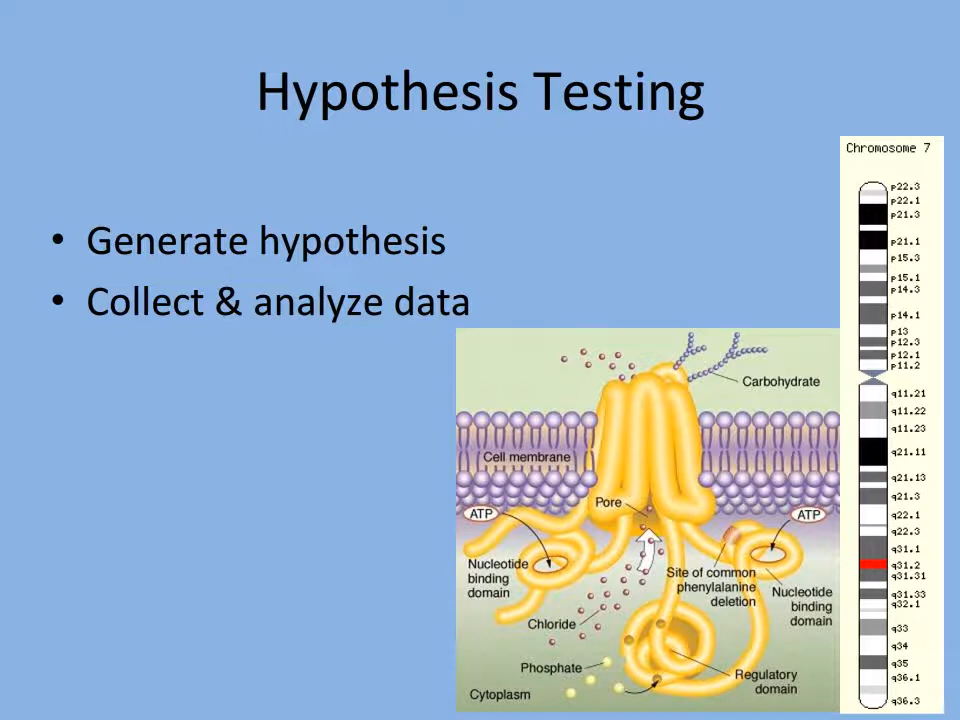 Hypothesis Testing
• Generate hypothesis
• Collect & analyze data
Carbohydrate
Cell membrane
Pore
ATP
ATP
Nucleotide
binding
domain
Site of common
phenylalanine
deletion
Nucleotide
binding
domain
Chloride
Phosphate
Regulatory
domain
Cytoplasm
Chromosome 7
p22.3
p22.1
p21.3
p21.1
p15.3
p15.1
p14.3
p14.1
p13
p12.3
p12.1
p11.2
q11.21
q11.22
q11.23
q21.11
q21.13
q21.3
q22.1
q22.3
q31.1
q31.2
q31.31
q31.33
q32.1
q33
q34
q35
q36.1
q36.3